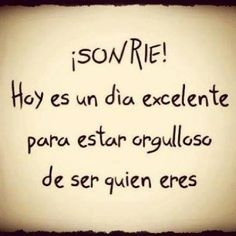 ¡SONRIE!
Hoy es un dia excelente
para estar orgulloso
de ser quien eres